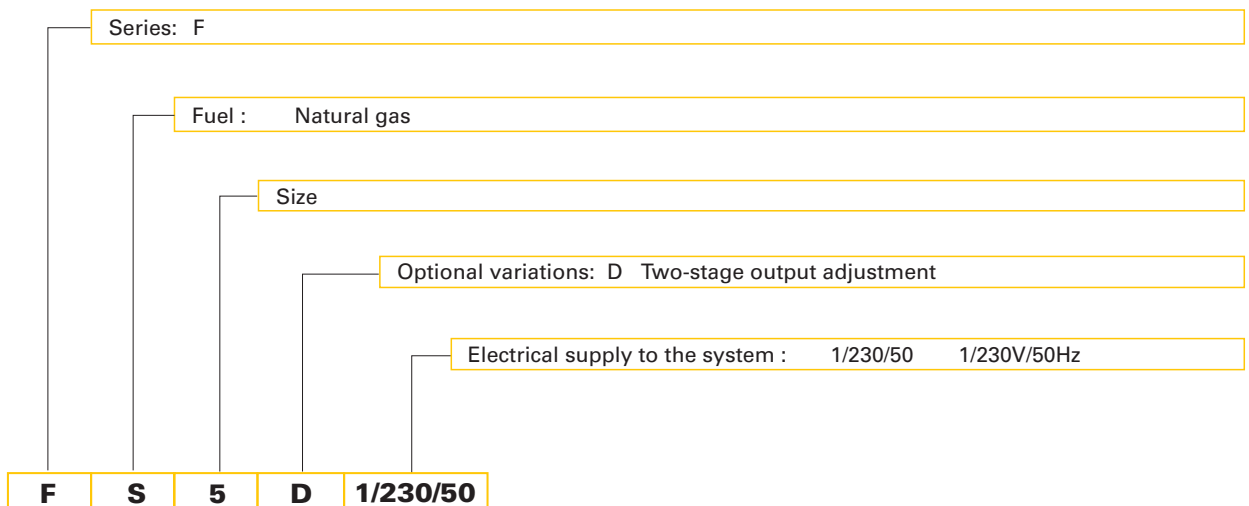 Series: F
Fuel : Natural gas
Size
Optional variations: D Two-stage output adjustment
Electrical supply to the system : 1/230/50 1/230V/50Hz
F S 5 D 1/230/50